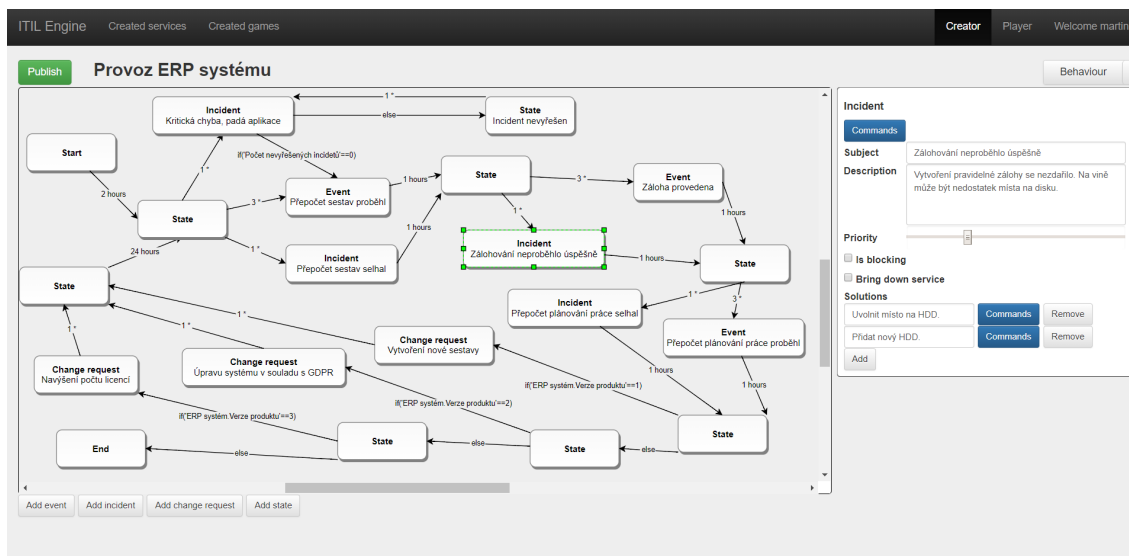 ITIL Engine Created services Created games Creator Player Welcome martin
Publish Provoz ERP systému Behaviour
Incident
Kritická chyba, padá aplikace
1 *
else
State
Incident nevyřešen
Start
if('Počet nevyřešených incidetů'==0)
1 *
2 hours
State
3 *
Event
Přepočet sestav proběhl
1 hours
State
3 *
Event
Záloha provedena
1 *
1 hours
24 hours
1 *
Incident
Přepočet sestav selhal
1 hours
Incident
Zálohování neproběhlo úspěšně
1 hours
State
State
1 *
3 *
Incident
Přepočet plánování práce selhal
Event
Přepočet plánování práce proběhl
1 *
1 *
Change request
Vytvoření nové sestavy
Change request
Úpravu systému v souladu s GDPR
Change request
Navýšení počtu licencí
1 hours
1 hours
if('ERP systém.Verze produktu'==1)
if('ERP systém.Verze produktu'==2)
if('ERP systém.Verze produktu'==3)
State
else
State
else
State
else
End
Add event Add incident Add change request Add state
Incident
Commands
Subject Zálohování neproběhlo úspěšně
Description Vytvoření pravidelné zálohy se nezdařilo. Na vině
může být nedostatek místa na disku.
Priority
Is blocking
Bring down service
Solutions
Uvolnit místo na HDD. Commands Remove
Přidat nový HDD. Commands Remove
Add